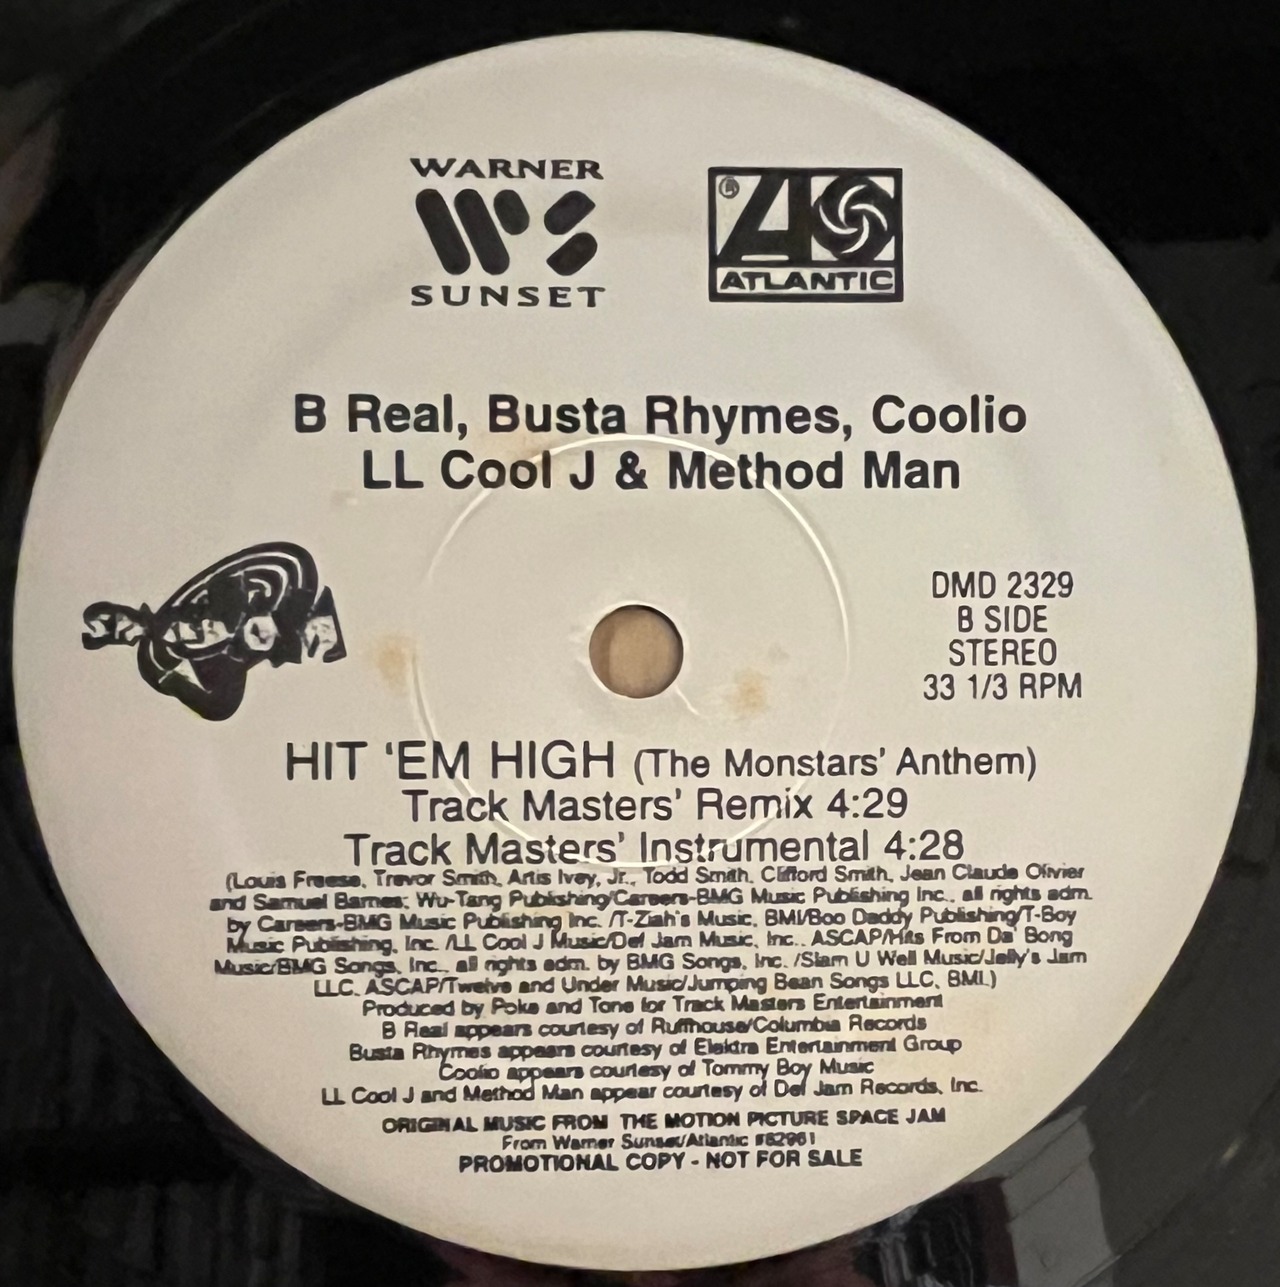 WARNER
WS
SUNSET
®
ATLANTIC
B Real, Busta Rhymes, Coolio
LL Cool J & Method Man
SPACE JAM
DMD 2329
B SIDE
STEREO
33 1/3 RPM
HIT ‘EM HIGH (The Monstars’ Anthem)
Track Masters’ Remix 4:29
Track Masters’ Instrumental 4:28
(Louis Freese, Trevor Smith, Artis Ivey, Jr., Todd Smith, Clifford Smith, Jean Claude Olivier
and Samuel Barnes; Wu-Tang Publishing/Careers-BMG Music Publishing Inc., all rights adm.
by Careers-BMG Music Publishing Inc. /T-Ziah's Music, BMI/Boo Daddy Publishing/T-Boy
Music Publishing, Inc. /LL Cool J Music/Def Jam Music, Inc., ASCAP/Hits From Da' Bong
Music/BMG Songs, Inc., all rights adm. by BMG Songs, Inc. /Slam U Well Music/Jelly's Jam
LLC, ASCAP/Twelve and Under Music/Jumping Bean Songs LLC, BMI.)
Produced by Poke and Tone for Track Masters Entertainment
B Real appears courtesy of Ruffhouse/Columbia Records
Busta Rhymes appears courtesy of Elektra Entertainment Group
Coolio appears courtesy of Tommy Boy Music
LL Cool J and Method Man appear courtesy of Def Jam Records, Inc.
ORIGINAL MUSIC FROM THE MOTION PICTURE SPACE JAM
From Warner Sunset/Atlantic #82961
PROMOTIONAL COPY - NOT FOR SALE